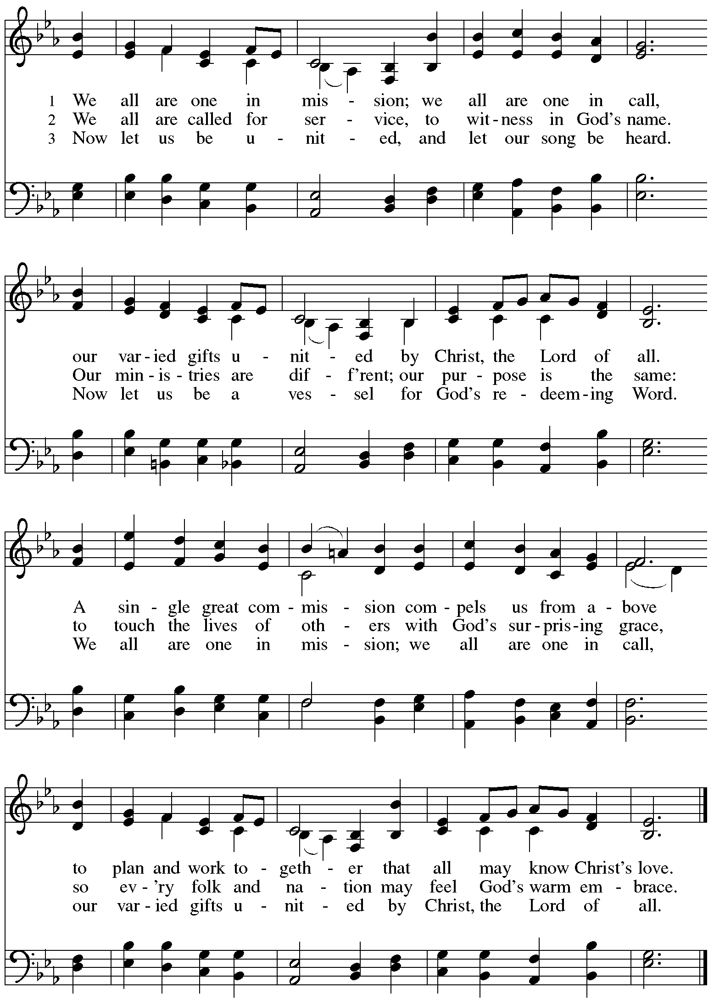 1 We all are one in mis - sion; we all are one in call,
2 We all are called for ser - vice, to wit - ness in God's name.
3 Now let us be u - nit - ed, and let our song be heard.
our var - ied gifts u - nit - ed by Christ, the Lord of all.
Our min - is - tries are dif - f'rent; our pur - pose is the same:
Now let us be a ves - sel for God's re - deem - ing Word.
A sin - gle great com - mis - sion com - pels us from a - bove
to touch the lives of oth - ers with God's sur - pris - ing grace,
We all are one in mis - sion; we all are one in call,
to plan and work to - geth - er that all may know Christ's love.
so ev - 'ry folk and na - tion may feel God's warm em - brace.
our var - ied gifts u - nit - ed by Christ, the Lord of all.